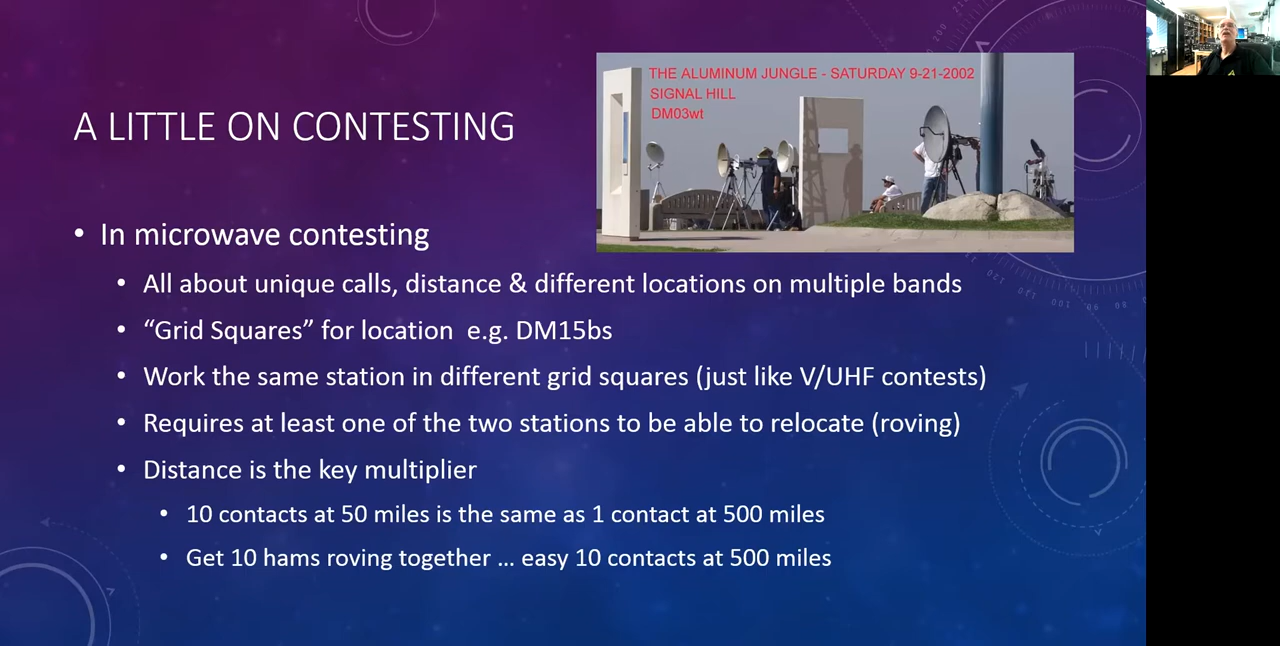 THE ALUMINUM JUNGLE - SATURDAY 9-21-2002
SIGNAL HILL
DM03wt
A LITTLE ON CONTESTING
• In microwave contesting
• All about unique calls, distance & different locations on multiple bands
• “Grid Squares” for location e.g. DM15bs
• Work the same station in different grid squares (just like V/UHF contests)
• Requires at least one of the two stations to be able to relocate (roving)
• Distance is the key multiplier
• 10 contacts at 50 miles is the same as 1 contact at 500 miles
• Get 10 hams roving together … easy 10 contacts at 500 miles